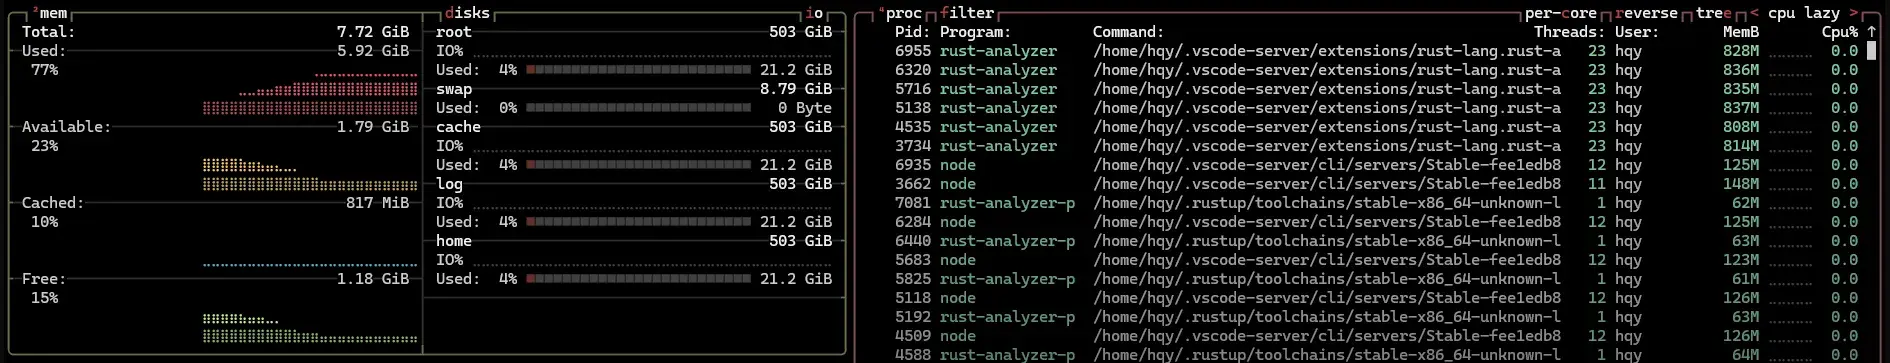 ²mem
Total: 7.72 GiB
Used: 5.92 GiB
77%
Available: 1.79 GiB
23%
Cached: 817 MiB
10%
Free: 1.18 GiB
15%
disks io
root 503 GiB
IO%
Used: 4% 21.2 GiB
swap 8.79 GiB
Used: 0% 0 Byte
cache 503 GiB
IO%
Used: 4% 21.2 GiB
log 503 GiB
IO%
Used: 4% 21.2 GiB
home 503 GiB
IO%
Used: 4% 21.2 GiB
⁴proc filter per-core reverse tree < cpu lazy >
Pid: Program: Command: Threads: User: MemB Cpu% ↑
6955 rust-analyzer /home/hqy/.vscode-server/extensions/rust-lang.rust-a 23 hqy 828M 0.0
6320 rust-analyzer /home/hqy/.vscode-server/extensions/rust-lang.rust-a 23 hqy 836M 0.0
5716 rust-analyzer /home/hqy/.vscode-server/extensions/rust-lang.rust-a 23 hqy 835M 0.0
5138 rust-analyzer /home/hqy/.vscode-server/extensions/rust-lang.rust-a 23 hqy 837M 0.0
4535 rust-analyzer /home/hqy/.vscode-server/extensions/rust-lang.rust-a 23 hqy 808M 0.0
3734 rust-analyzer /home/hqy/.vscode-server/extensions/rust-lang.rust-a 23 hqy 814M 0.0
6935 node /home/hqy/.vscode-server/cli/servers/Stable-fee1edb8 12 hqy 125M 0.0
3662 node /home/hqy/.vscode-server/cli/servers/Stable-fee1edb8 11 hqy 148M 0.0
7081 rust-analyzer-p /home/hqy/.rustup/toolchains/stable-x86_64-unknown-l 1 hqy 62M 0.0
6284 node /home/hqy/.vscode-server/cli/servers/Stable-fee1edb8 12 hqy 125M 0.0
6440 rust-analyzer-p /home/hqy/.rustup/toolchains/stable-x86_64-unknown-l 1 hqy 63M 0.0
5683 node /home/hqy/.vscode-server/cli/servers/Stable-fee1edb8 12 hqy 123M 0.0
5825 rust-analyzer-p /home/hqy/.rustup/toolchains/stable-x86_64-unknown-l 1 hqy 61M 0.0
5118 node /home/hqy/.vscode-server/cli/servers/Stable-fee1edb8 12 hqy 126M 0.0
5192 rust-analyzer-p /home/hqy/.rustup/toolchains/stable-x86_64-unknown-l 1 hqy 63M 0.0
4509 node /home/hqy/.vscode-server/cli/servers/Stable-fee1edb8 12 hqy 126M 0.0
4588 rust-analyzer-p /home/hqy/.rustup/toolchains/stable-x86_64-unknown-l 1 hqy 64M 0.0